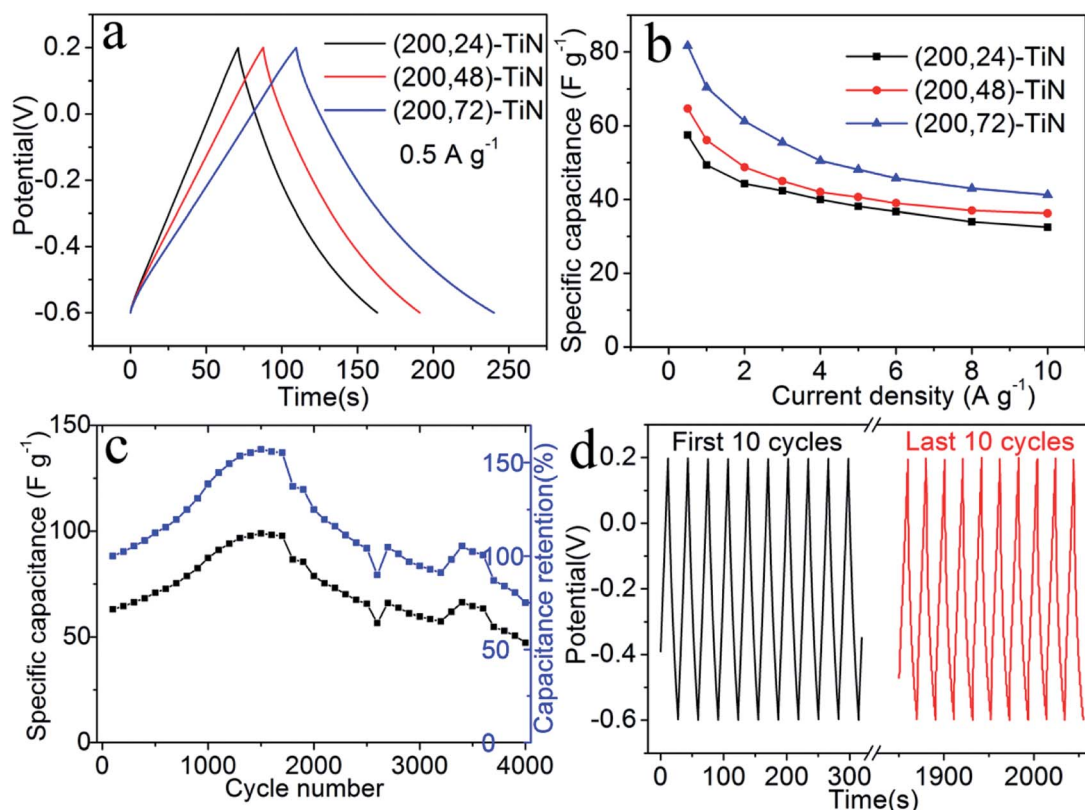 a
(200,24)-TiN
(200,48)-TiN
(200,72)-TiN
0.5 A g⁻¹
Potential(V)
0.2
0.0
-0.2
-0.4
-0.6
0 50 100 150 200 250
Time(s)
b
(200,24)-TiN
(200,48)-TiN
(200,72)-TiN
Specific capacitance (F g⁻¹)
80
60
40
20
0
0 2 4 6 8 10
Current density (A g⁻¹)
c
Specific capacitance (F g⁻¹)
150
100
50
0
Capacitance retention(%)
150
100
50
0
0 1000 2000 3000 4000
Cycle number
d
First 10 cycles
Last 10 cycles
Potential(V)
0.2
0.0
-0.2
-0.4
-0.6
0 100 200 300 1900 2000
Time(s)